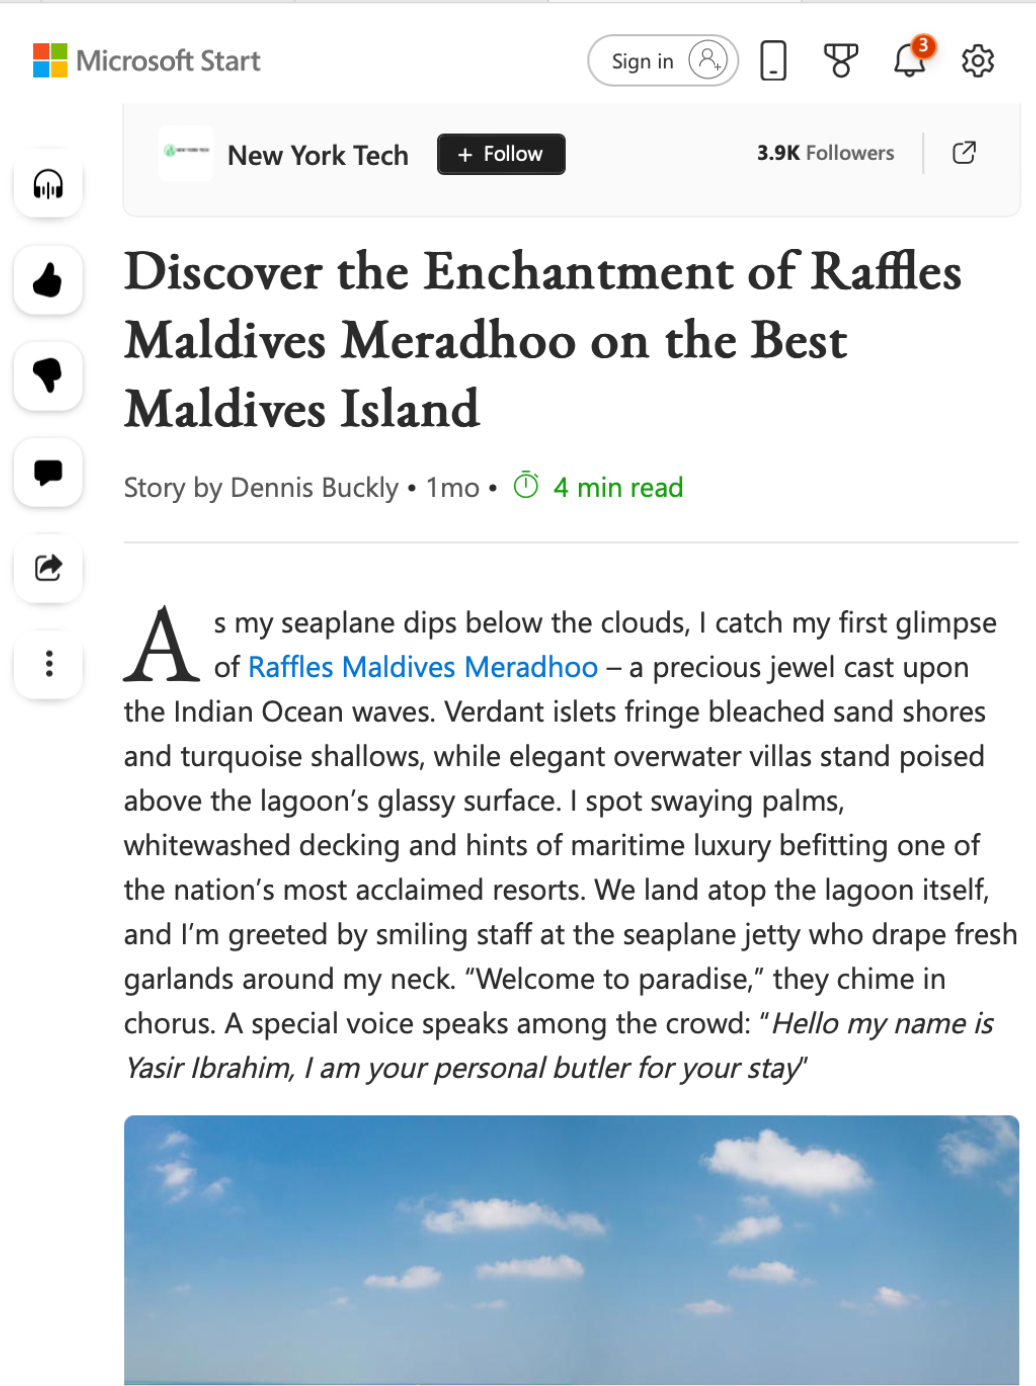 Microsoft Start
Sign in
3
New York Tech
+ Follow
3.9K Followers
Discover the Enchantment of Raffles
Maldives Meradhoo on the Best
Maldives Island
Story by Dennis Buckly • 1mo • 4 min read
As my seaplane dips below the clouds, I catch my first glimpse
of Raffles Maldives Meradhoo – a precious jewel cast upon
the Indian Ocean waves. Verdant islets fringe bleached sand shores
and turquoise shallows, while elegant overwater villas stand poised
above the lagoon’s glassy surface. I spot swaying palms,
whitewashed decking and hints of maritime luxury befitting one of
the nation’s most acclaimed resorts. We land atop the lagoon itself,
and I’m greeted by smiling staff at the seaplane jetty who drape fresh
garlands around my neck. “Welcome to paradise,” they chime in
chorus. A special voice speaks among the crowd: “Hello my name is
Yasir Ibrahim, I am your personal butler for your stay”